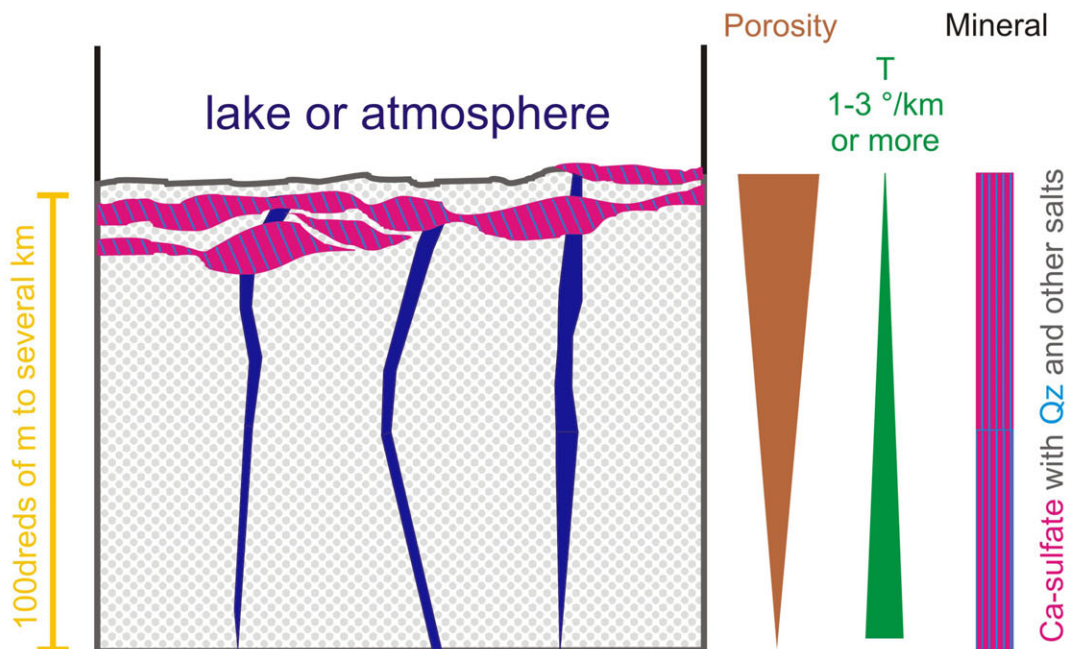 Porosity
Mineral
T
1-3 °/km
or more
lake or atmosphere
100dreds of m to several km
Ca-sulfate with Qz and other salts